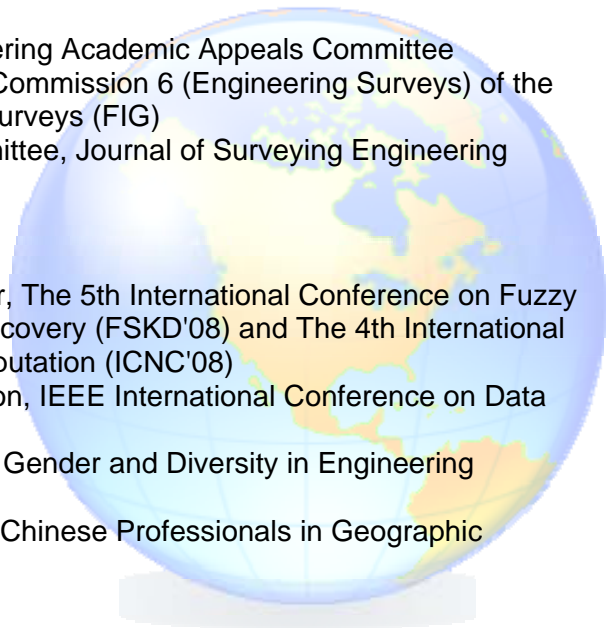 ering Academic Appeals Committee
Commission 6 (Engineering Surveys) of the
urveys (FIG)
ittee, Journal of Surveying Engineering
r, The 5th International Conference on Fuzzy
covery (FSKD'08) and The 4th International
putation (ICNC'08)
on, IEEE International Conference on Data
Gender and Diversity in Engineering
Chinese Professionals in Geographic